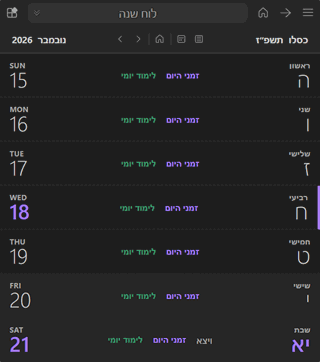 לוח שנה
כסלו תשפ״ז נובמבר 2026
ראשון ה זמני היום לימוד יומי SUN 15
שני ו זמני היום לימוד יומי MON 16
שלישי ז זמני היום לימוד יומי TUE 17
רביעי ח זמני היום לימוד יומי WED 18
חמישי ט זמני היום לימוד יומי THU 19
שישי י זמני היום לימוד יומי FRI 20
שבת יא ויצא זמני היום לימוד יומי SAT 21